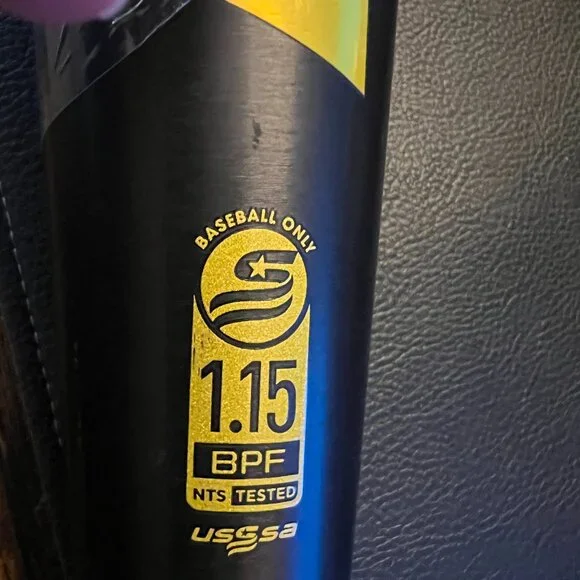 BASEBALL ONLY
1.15
BPF
NTS TESTED
usssa